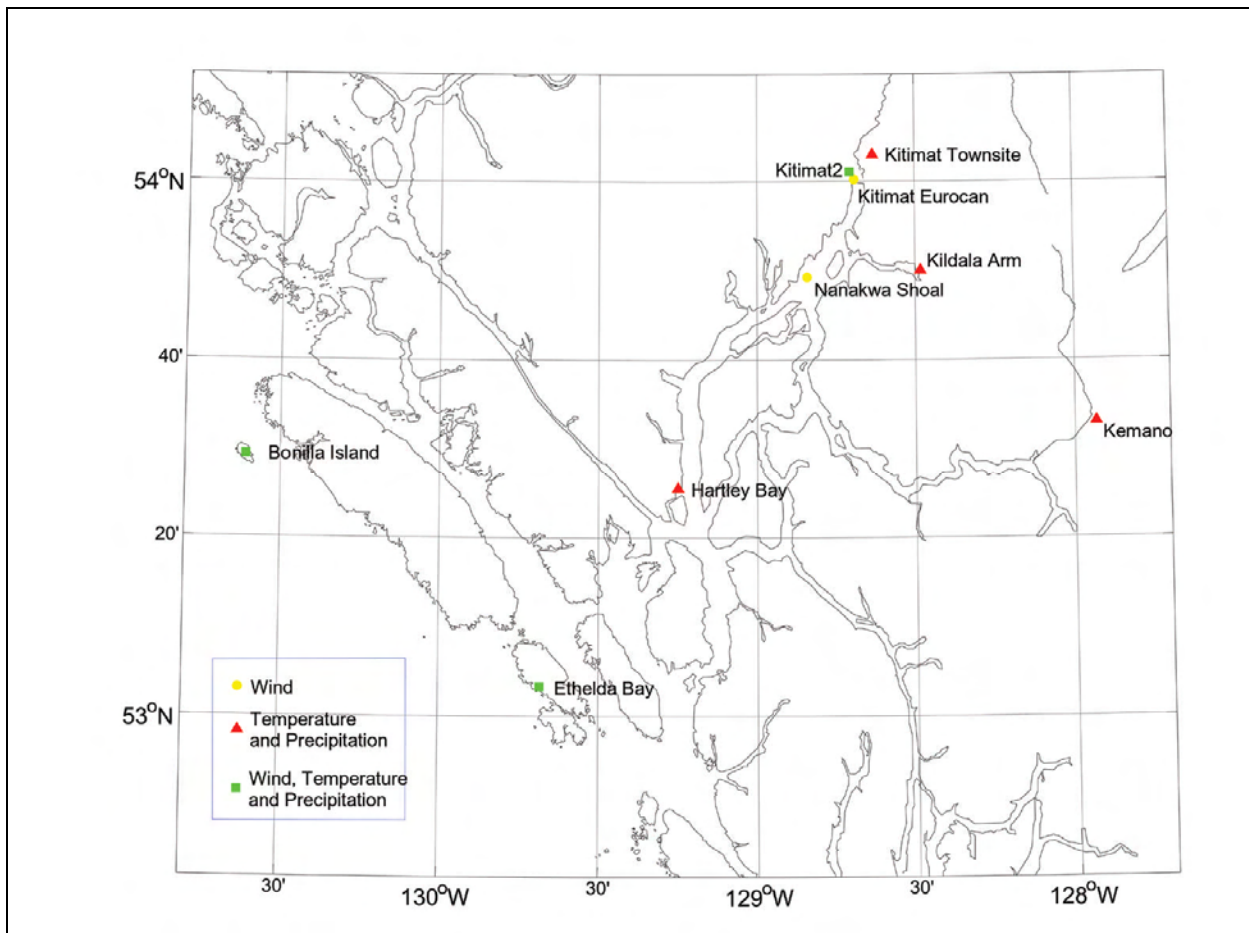 Kitimat Townsite
Kitimat2
54°N
Kitimat Eurocan
Kildala Arm
Nanakwa Shoal
40'
Kemano
Bonilla Island
Hartley Bay
20'
Ethelda Bay
Wind
53°N
Temperature
and Precipitation
Wind, Temperature
and Precipitation
30'
130°W
30'
129°W
30'
128°W